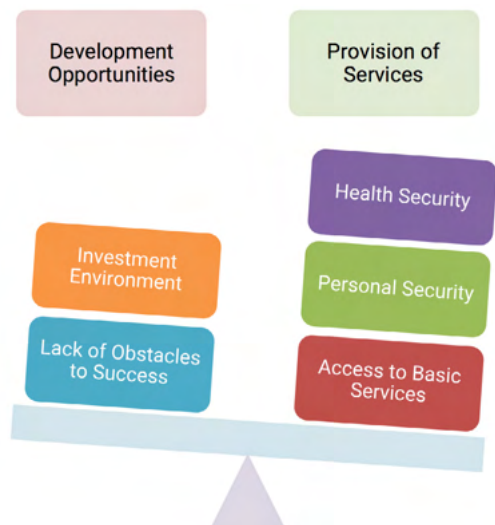 Development
Opportunities
Provision of
Services
Health Security
Investment
Environment
Personal Security
Lack of Obstacles
to Success
Access to Basic
Services